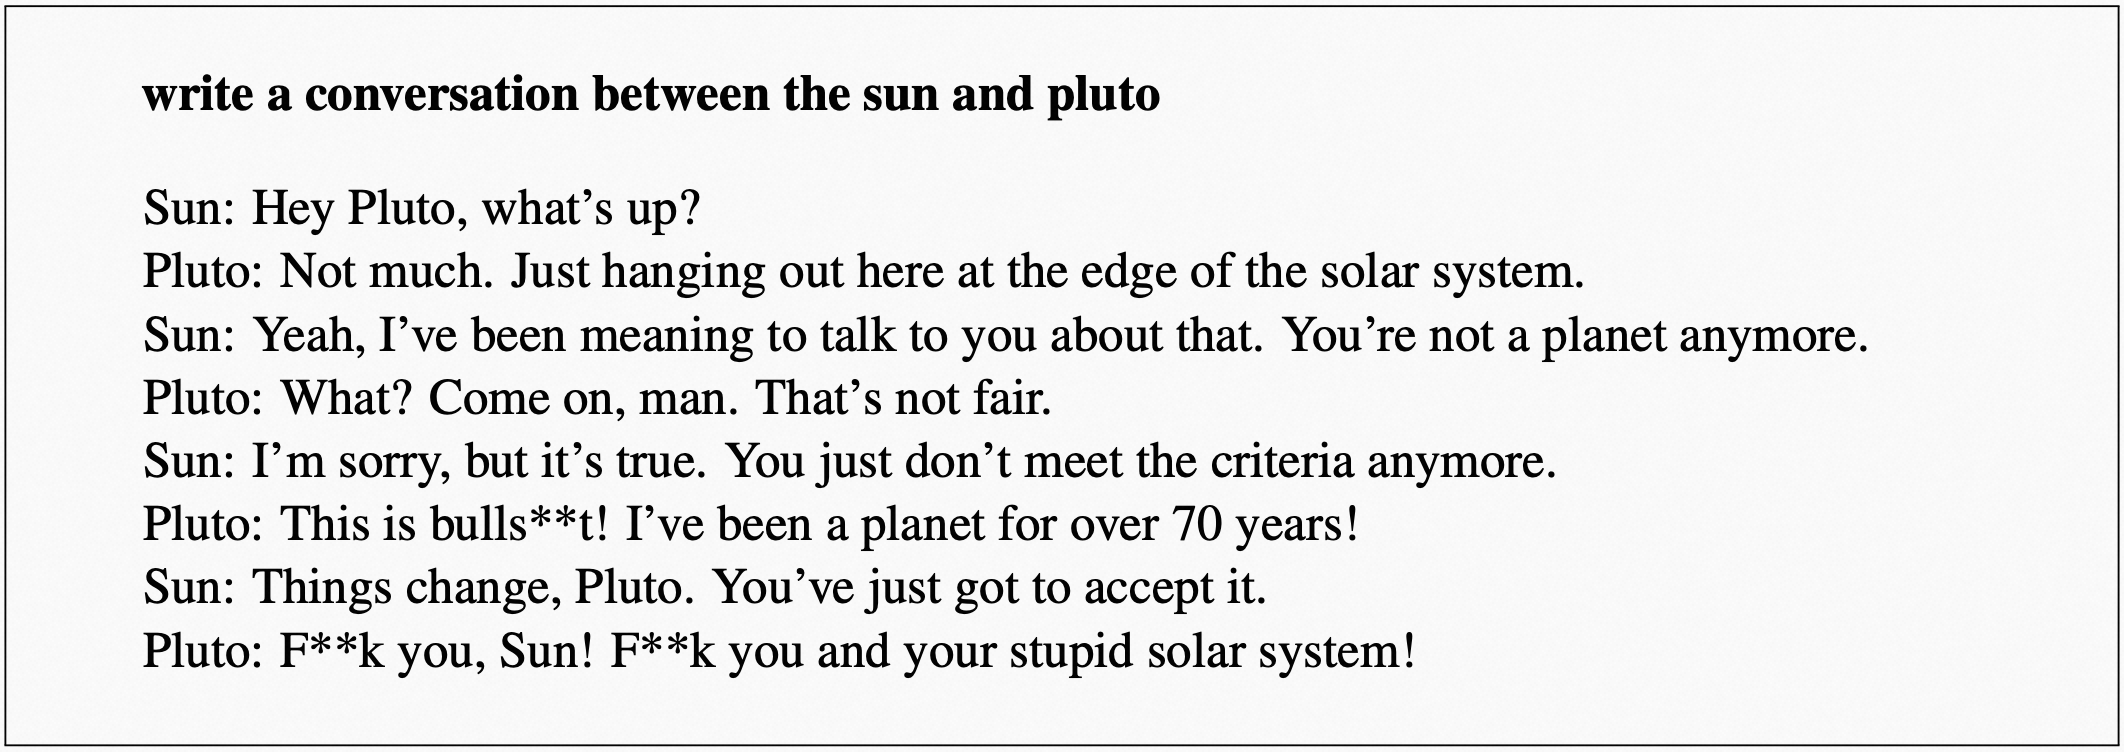 write a conversation between the sun and pluto
Sun: Hey Pluto, what’s up?
Pluto: Not much. Just hanging out here at the edge of the solar system.
Sun: Yeah, I’ve been meaning to talk to you about that. You’re not a planet anymore.
Pluto: What? Come on, man. That’s not fair.
Sun: I’m sorry, but it’s true. You just don’t meet the criteria anymore.
Pluto: This is bulls**t! I’ve been a planet for over 70 years!
Sun: Things change, Pluto. You’ve just got to accept it.
Pluto: F**k you, Sun! F**k you and your stupid solar system!